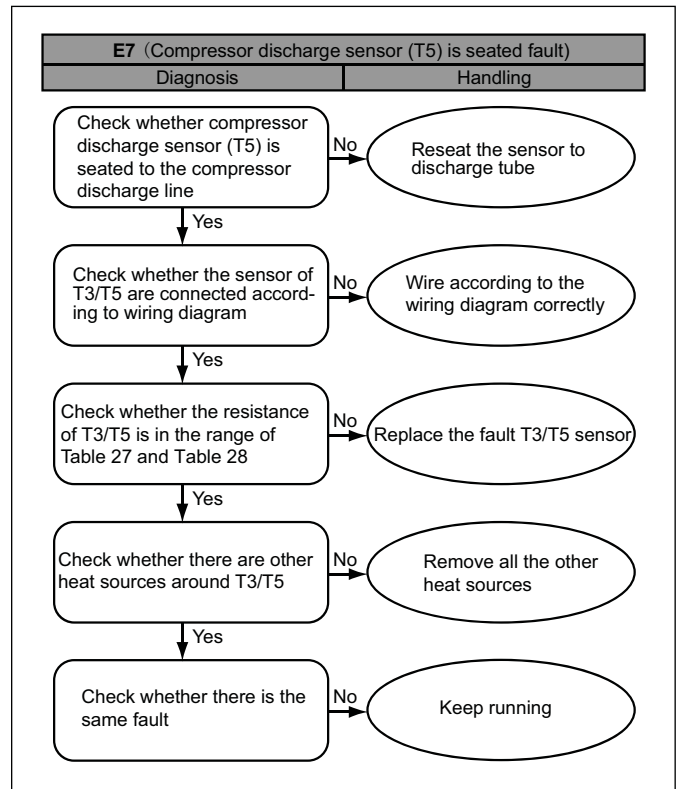 E7（Compressor discharge sensor (T5) is seated fault)
Diagnosis
Handling
Check whether compressor
discharge sensor (T5) is
seated to the compressor
discharge line
No
Reseat the sensor to
discharge tube
Yes
Check whether the sensor of
T3/T5 are connected accord-
ing to wiring diagram
No
Wire according to the
wiring diagram correctly
Yes
Check whether the resistance
of T3/T5 is in the range of
Table 27 and Table 28
No
Replace the fault T3/T5 sensor
Yes
Check whether there are other
heat sources around T3/T5
No
Remove all the other
heat sources
Yes
Check whether there is the
same fault
No
Keep running